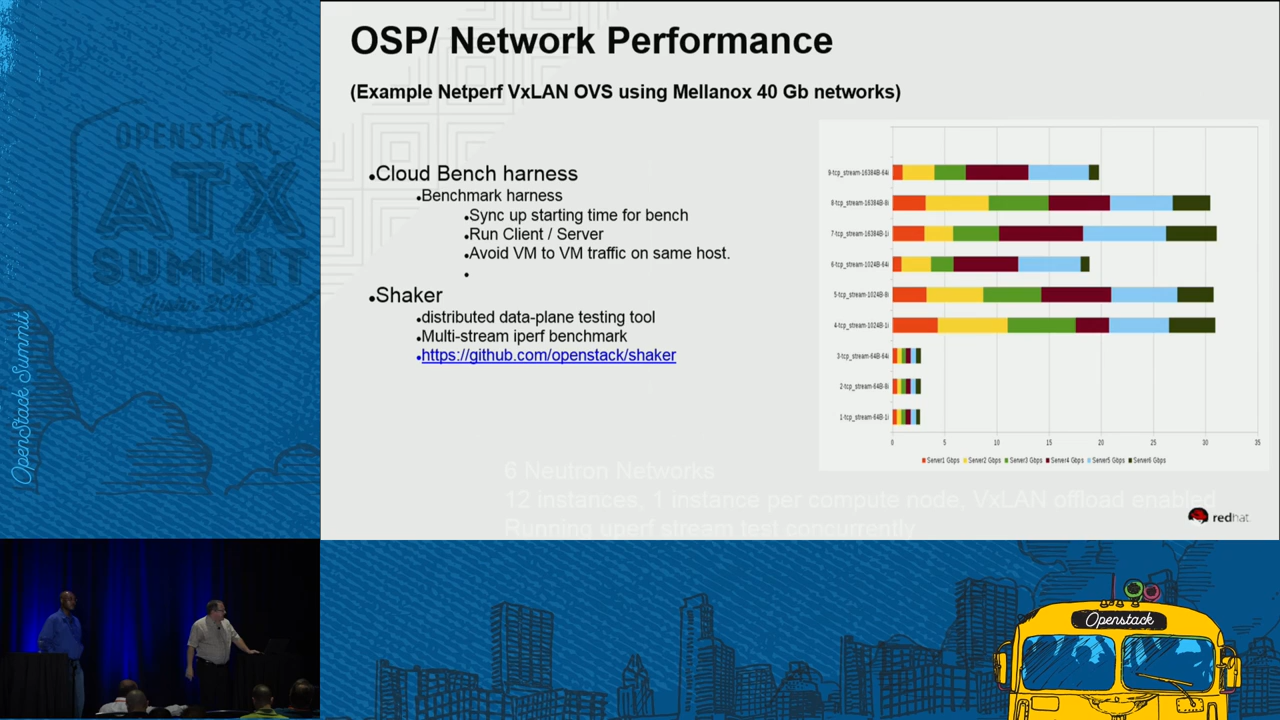 OPENSTACK
ATX
SUMMIT
OpenStack Summit
OSP/ Network Performance
(Example Netperf VxLAN OVS using Mellanox 40 Gb networks)
•Cloud Bench harness
•Benchmark harness
•Sync up starting time for bench
•Run Client / Server
•Avoid VM to VM traffic on same host.
•
•Shaker
•distributed data-plane testing tool
•Multi-stream iperf benchmark
•https://github.com/openstack/shaker
9-tcp_stream-16384B-64i
8-tcp_stream-16384B-8i
7-tcp_stream-16384B-1i
6-tcp_stream-1024B-64i
5-tcp_stream-1024B-8i
4-tcp_stream-1024B-1i
3-tcp_stream-64B-64i
2-tcp_stream-64B-8i
1-tcp_stream-64B-1i
0 5 10 15 20 25 30 35
Server1 Gbps Server2 Gbps Server3 Gbps Server4 Gbps Server5 Gbps Server6 Gbps
6 Neutron Networks
12 instances, 1 instance per compute node, VxLAN offload enabled
Running uperf stream test concurrently
redhat.
Openstack